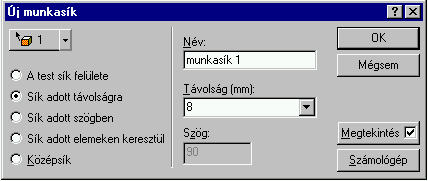 Új munkasík
1
A test sík felülete
Sík adott távolságra
Sík adott szögben
Sík adott elemeken keresztül
Középsík
Név:
munkasík 1
Távolság (mm):
8
Szög:
90
OK
Mégsem
Megtekintés
Számológép